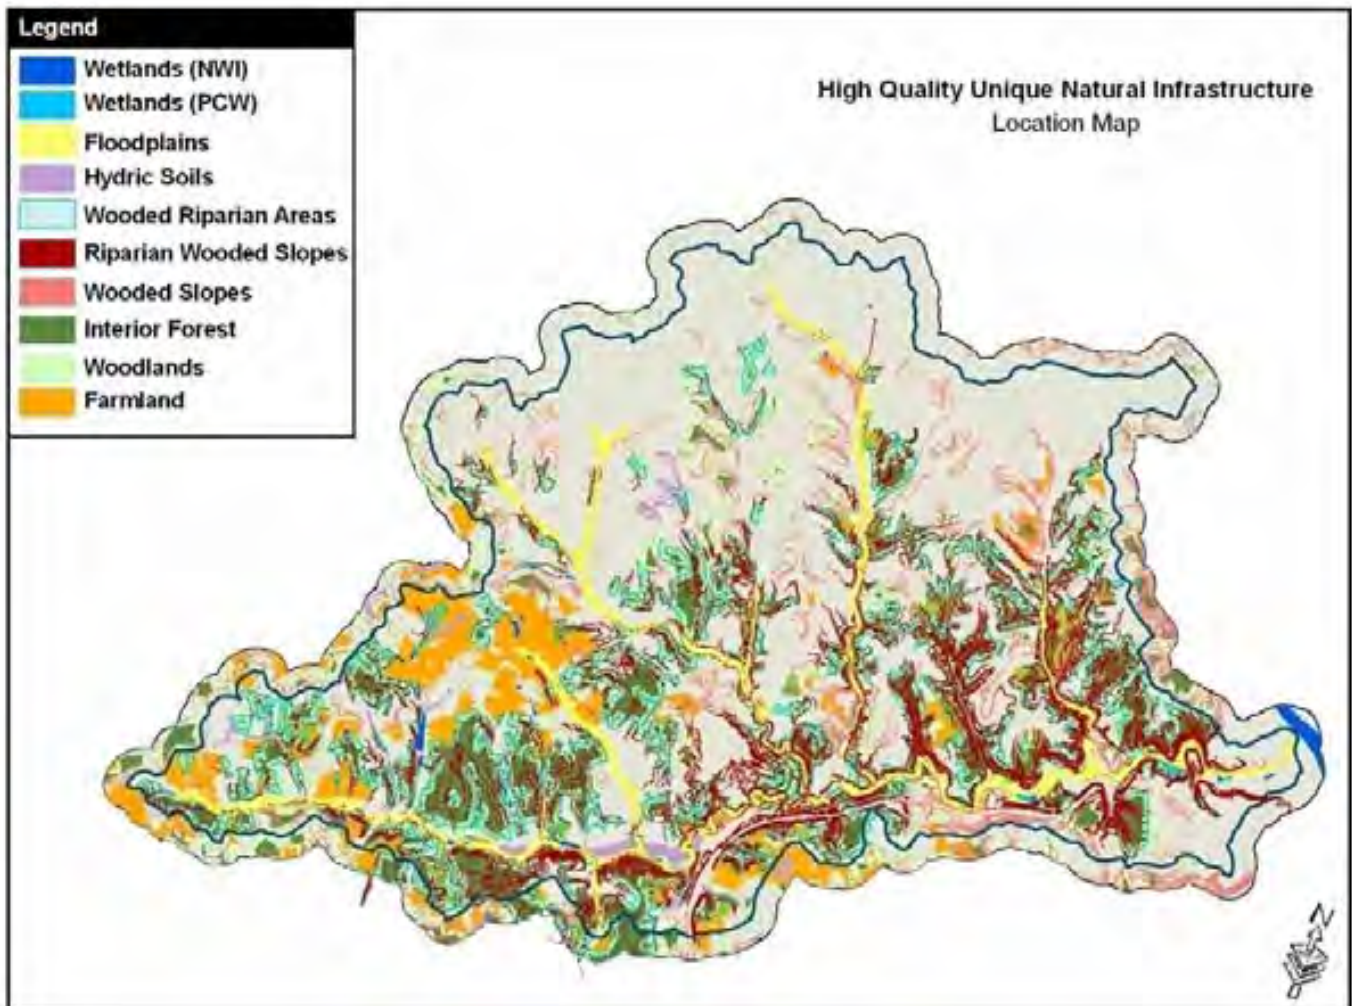 Legend
Wetlands (NWI)
Wetlands (PCW)
Floodplains
Hydric Soils
Wooded Riparian Areas
Riparian Wooded Slopes
Wooded Slopes
Interior Forest
Woodlands
Farmland
High Quality Unique Natural Infrastructure
Location Map
N